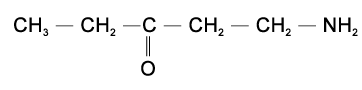 CH₃ — CH₂ — C — CH₂ — CH₂ — NH₂
||
O